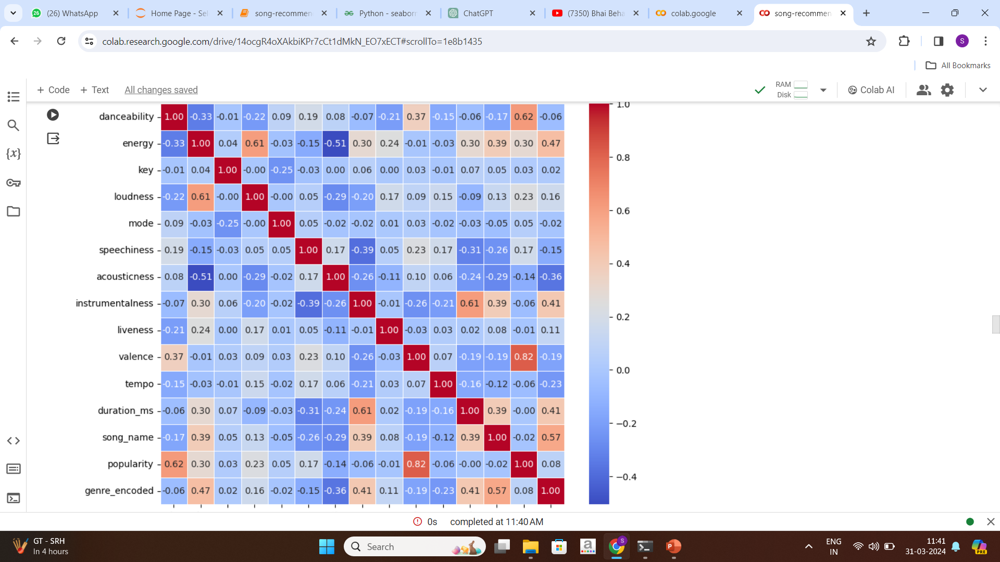 (26) WhatsApp
Home Page - Sel
song-recommen
Python - seaborn
ChatGPT
(7350) Bhai Beha
colab.google
song-recommen
colab.research.google.com/drive/14ocgR4oXAkbiKPr7cCt1dMkN_EO7xECT#scrollTo=1e8b1435
S
All Bookmarks
+ Code + Text All changes saved
RAM
Disk
Colab AI
danceability 1.00 -0.33 -0.01 -0.22 0.09 0.19 0.08 -0.07 -0.21 0.37 -0.15 -0.06 -0.17 0.62 -0.06
energy -0.33 1.00 0.04 0.61 -0.03 -0.15 -0.51 0.30 0.24 -0.01 -0.03 0.30 0.39 0.30 0.47
key -0.01 0.04 1.00 -0.00 -0.25 -0.03 0.00 0.06 0.00 0.03 -0.01 0.07 0.05 0.03 0.02
loudness -0.22 0.61 -0.00 1.00 -0.00 0.05 -0.29 -0.20 0.17 0.09 0.15 -0.09 0.13 0.23 0.16
mode 0.09 -0.03 -0.25 -0.00 1.00 0.05 -0.02 -0.02 0.01 0.03 -0.02 -0.03 -0.05 0.05 -0.02
speechiness 0.19 -0.15 -0.03 0.05 0.05 1.00 0.17 -0.39 0.05 0.23 0.17 -0.31 -0.26 0.17 -0.15
acousticness 0.08 -0.51 0.00 -0.29 -0.02 0.17 1.00 -0.26 -0.11 0.10 0.06 -0.24 -0.29 -0.14 -0.36
instrumentalness -0.07 0.30 0.06 -0.20 -0.02 -0.39 -0.26 1.00 -0.01 -0.26 -0.21 0.61 0.39 -0.06 0.41
liveness -0.21 0.24 0.00 0.17 0.01 0.05 -0.11 -0.01 1.00 -0.03 0.03 0.02 0.08 -0.01 0.11
valence 0.37 -0.01 0.03 0.09 0.03 0.23 0.10 -0.26 -0.03 1.00 0.07 -0.19 -0.19 0.82 -0.19
tempo -0.15 -0.03 -0.01 0.15 -0.02 0.17 0.06 -0.21 0.03 0.07 1.00 -0.16 -0.12 -0.06 -0.23
duration_ms -0.06 0.30 0.07 -0.09 -0.03 -0.31 -0.24 0.61 0.02 -0.19 -0.16 1.00 0.39 -0.00 0.41
song_name -0.17 0.39 0.05 0.13 -0.05 -0.26 -0.29 0.39 0.08 -0.19 -0.12 0.39 1.00 -0.02 0.57
popularity 0.62 0.30 0.03 0.23 0.05 0.17 -0.14 -0.06 -0.01 0.82 -0.06 -0.00 -0.02 1.00 0.08
genre_encoded -0.06 0.47 0.02 0.16 -0.02 -0.15 -0.36 0.41 0.11 -0.19 -0.23 0.41 0.57 0.08 1.00
1.0
0.8
0.6
0.4
0.2
0.0
−0.2
−0.4
{x}
0s completed at 11:40 AM
GT - SRH
In 4 hours
Search
ENG
IN
11:41
31-03-2024
PRE